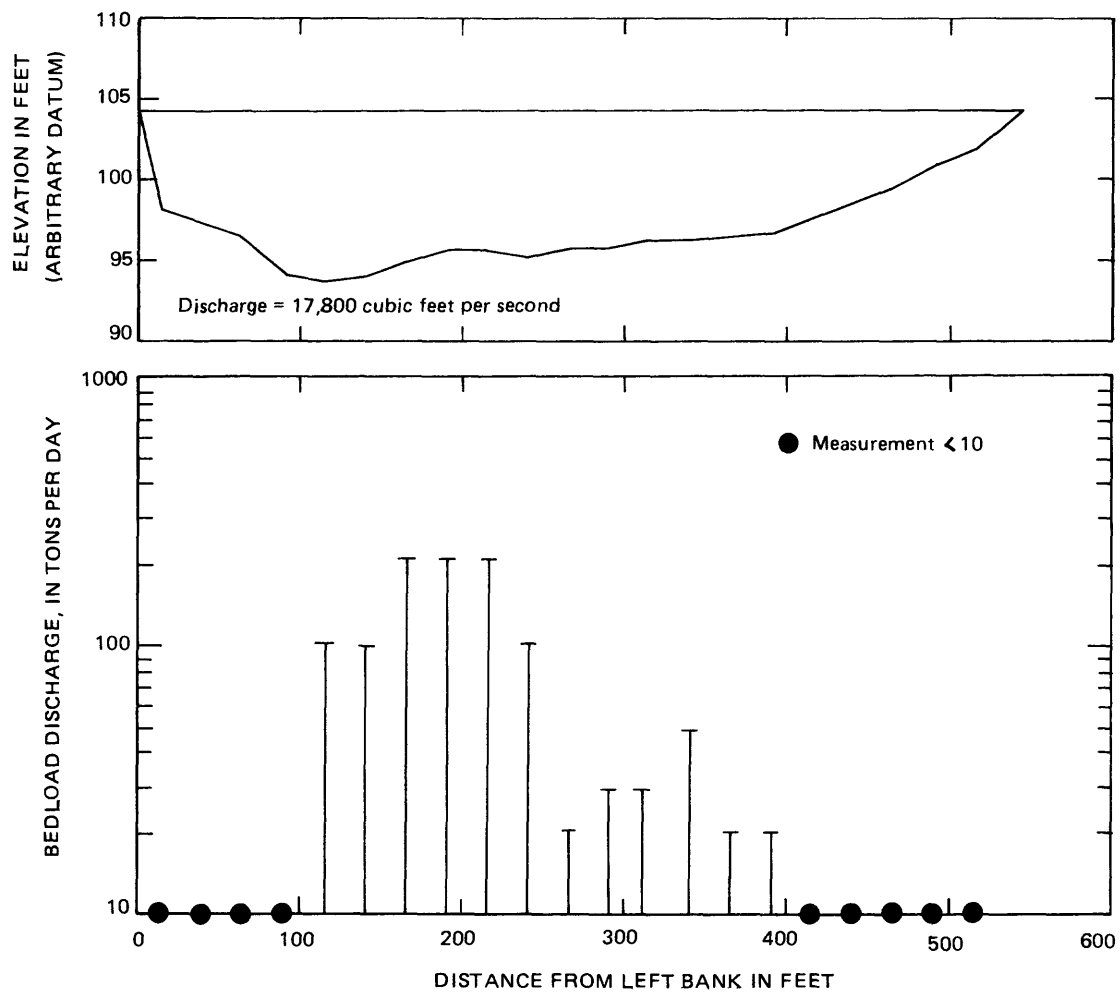 ELEVATION IN FEET
(ARBITRARY DATUM)
110
105
100
95
90
Discharge = 17,800 cubic feet per second
BEDLOAD DISCHARGE, IN TONS PER DAY
1000
100
10
Measurement <10
0 100 200 300 400 500 600
DISTANCE FROM LEFT BANK IN FEET